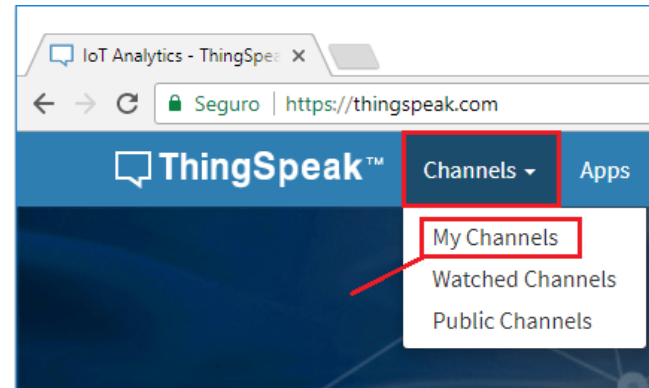 IoT Analytics - ThingSpea
Seguro | https://thingspeak.com
ThingSpeak™ Channels Apps
My Channels
Watched Channels
Public Channels